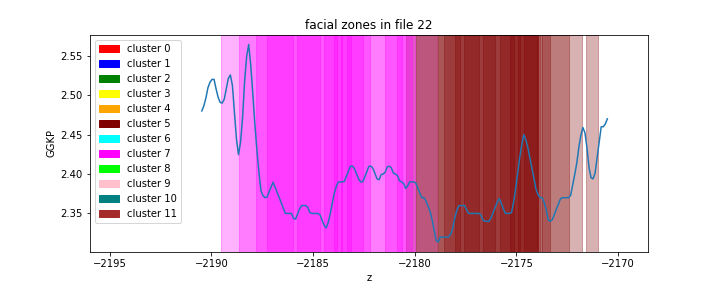 facial zones in file 22
GGKP
2.55
2.50
2.45
2.40
2.35
cluster 0
cluster 1
cluster 2
cluster 3
cluster 4
cluster 5
cluster 6
cluster 7
cluster 8
cluster 9
cluster 10
cluster 11
−2195 −2190 −2185 −2180 −2175 −2170
z